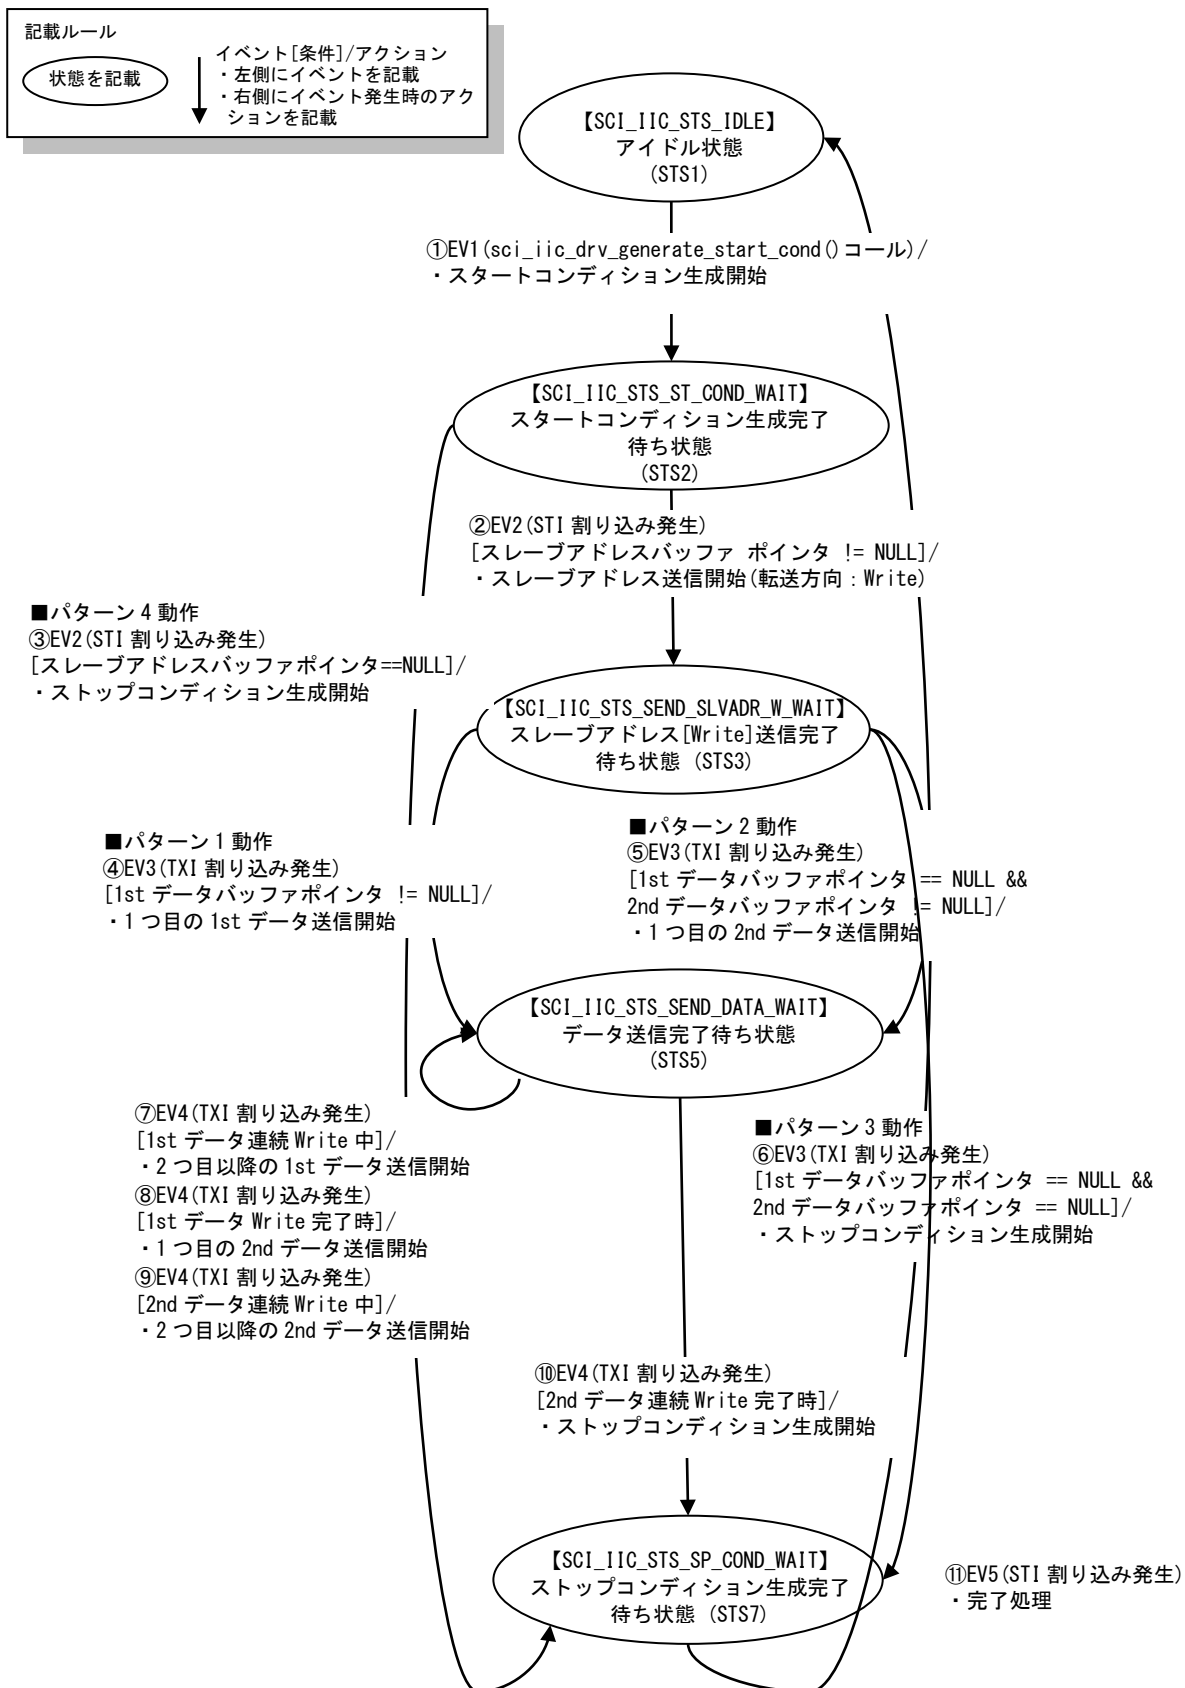 記載ルール
状態を記載
イベント[条件]/アクション
・左側にイベントを記載
・右側にイベント発生時のアク
ションを記載
【SCI_IIC_STS_IDLE】
アイドル状態
(STS1)
①EV1(sci_iic_drv_generate_start_cond()コール)/
・スタートコンディション生成開始
【SCI_IIC_STS_ST_COND_WAIT】
スタートコンディション生成完了
待ち状態
(STS2)
②EV2(STI 割り込み発生)
[スレーブアドレスバッファ ポインタ != NULL]/
・スレーブアドレス送信開始(転送方向：Write)
■パターン4動作
③EV2(STI 割り込み発生)
[スレーブアドレスバッファポインタ==NULL]/
・ストップコンディション生成開始
【SCI_IIC_STS_SEND_SLVADR_W_WAIT】
スレーブアドレス[Write]送信完了
待ち状態 (STS3)
■パターン1動作
④EV3(TXI 割り込み発生)
[1st データバッファポインタ != NULL]/
・1つ目の 1st データ送信開始
■パターン2動作
⑤EV3(TXI 割り込み発生)
[1st データバッファポインタ == NULL &&
2nd データバッファポインタ != NULL]/
・1つ目の 2nd データ送信開始
【SCI_IIC_STS_SEND_DATA_WAIT】
データ送信完了待ち状態
(STS5)
⑦EV4(TXI 割り込み発生)
[1st データ連続 Write 中]/
・2つ目以降の 1st データ送信開始
⑧EV4(TXI 割り込み発生)
[1st データ Write 完了時]/
・1つ目の 2nd データ送信開始
⑨EV4(TXI 割り込み発生)
[2nd データ連続 Write 中]/
・2つ目以降の 2nd データ送信開始
■パターン3動作
⑥EV3(TXI 割り込み発生)
[1st データバッファポインタ == NULL &&
2nd データバッファポインタ == NULL]/
・ストップコンディション生成開始
⑩EV4(TXI 割り込み発生)
[2nd データ連続 Write 完了時]/
・ストップコンディション生成開始
【SCI_IIC_STS_SP_COND_WAIT】
ストップコンディション生成完了
待ち状態 (STS7)
⑪EV5(STI 割り込み発生)
・完了処理